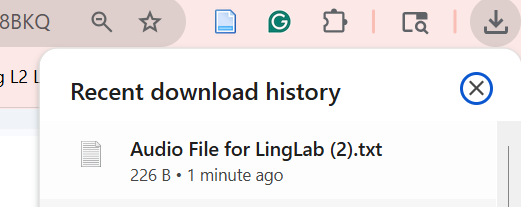 8BKQ
g L2 L
Recent download history
Audio File for LingLab (2).txt
226 B • 1 minute ago